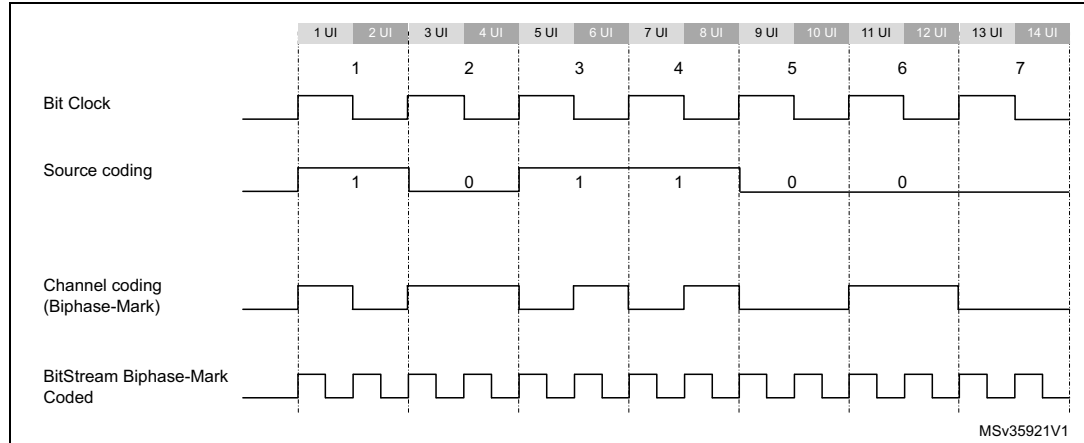 1 UI 2 UI 3 UI 4 UI 5 UI 6 UI 7 UI 8 UI 9 UI 10 UI 11 UI 12 UI 13 UI 14 UI
1 2 3 4 5 6 7
Bit Clock
Source coding
1 0 1 1 0 0
Channel coding
(Biphase-Mark)
BitStream Biphase-Mark
Coded
MSv35921V1